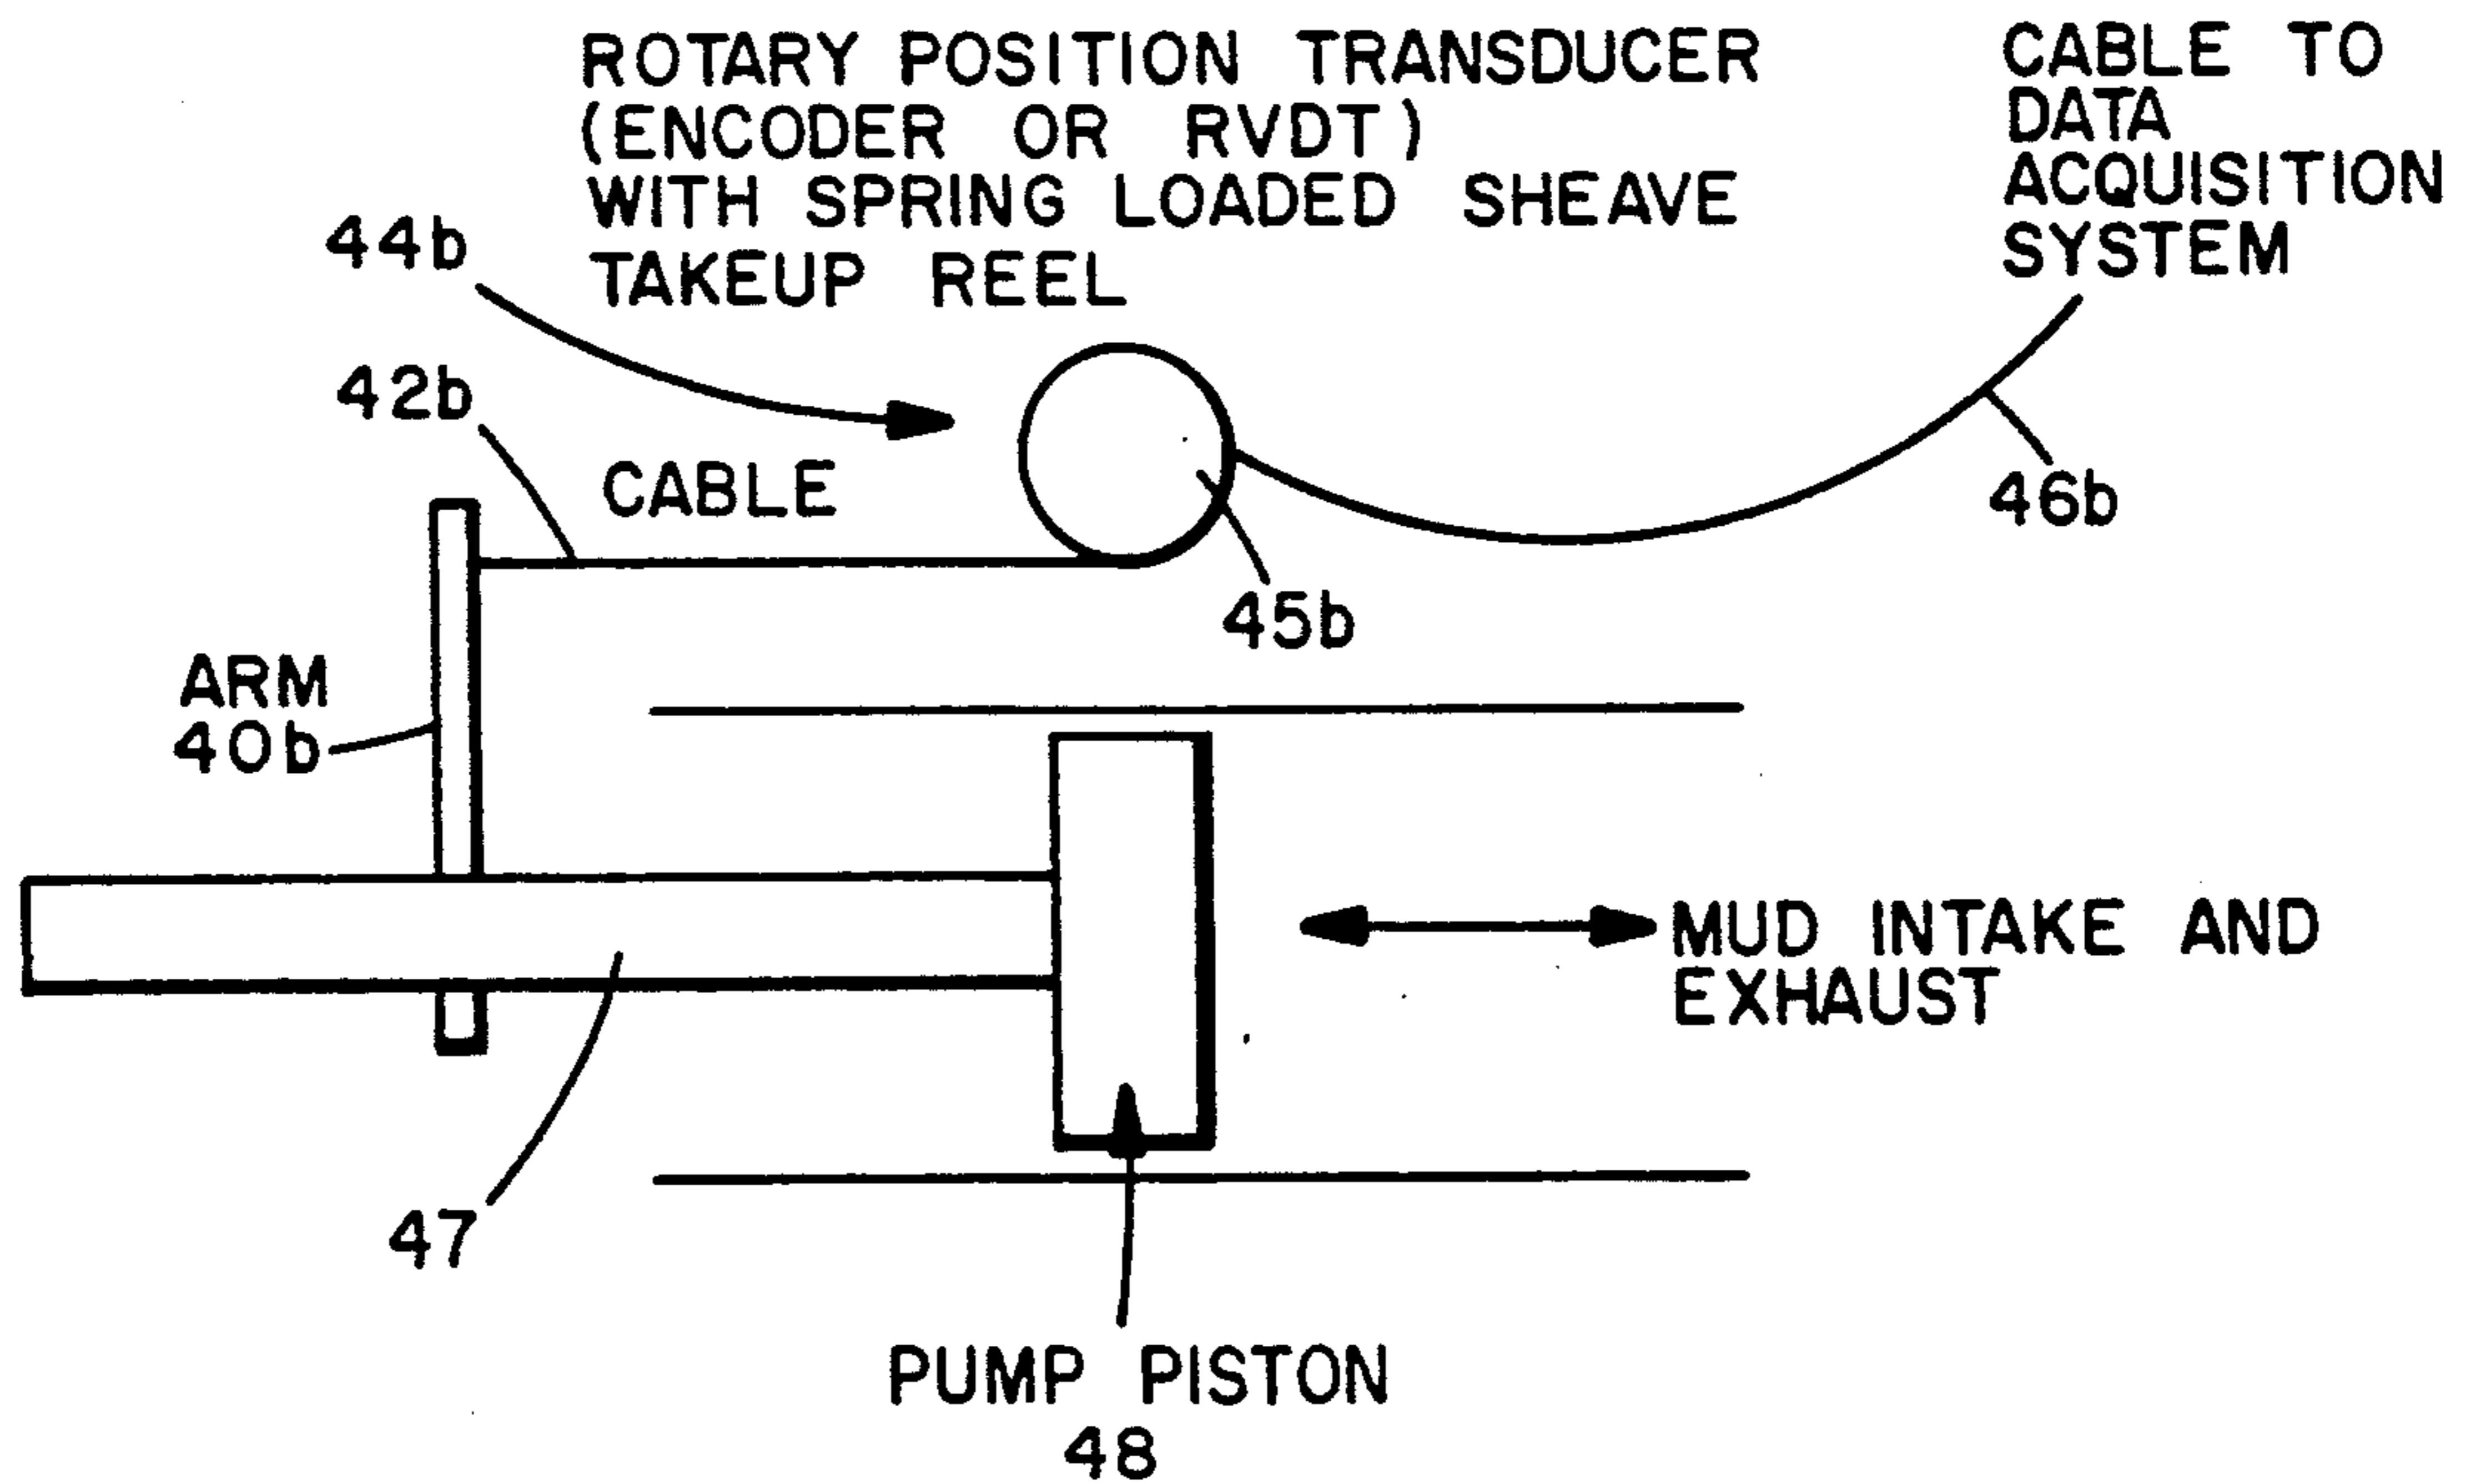 ROTARY POSITION TRANSDUCER
(ENCODER OR RVDT)
WITH SPRING LOADED SHEAVE
TAKEUP REEL
CABLE TO
DATA
ACQUISITION
SYSTEM
44b
42b
CABLE
46b
45b
ARM
40b
MUD INTAKE AND
EXHAUST
47
PUMP PISTON
48